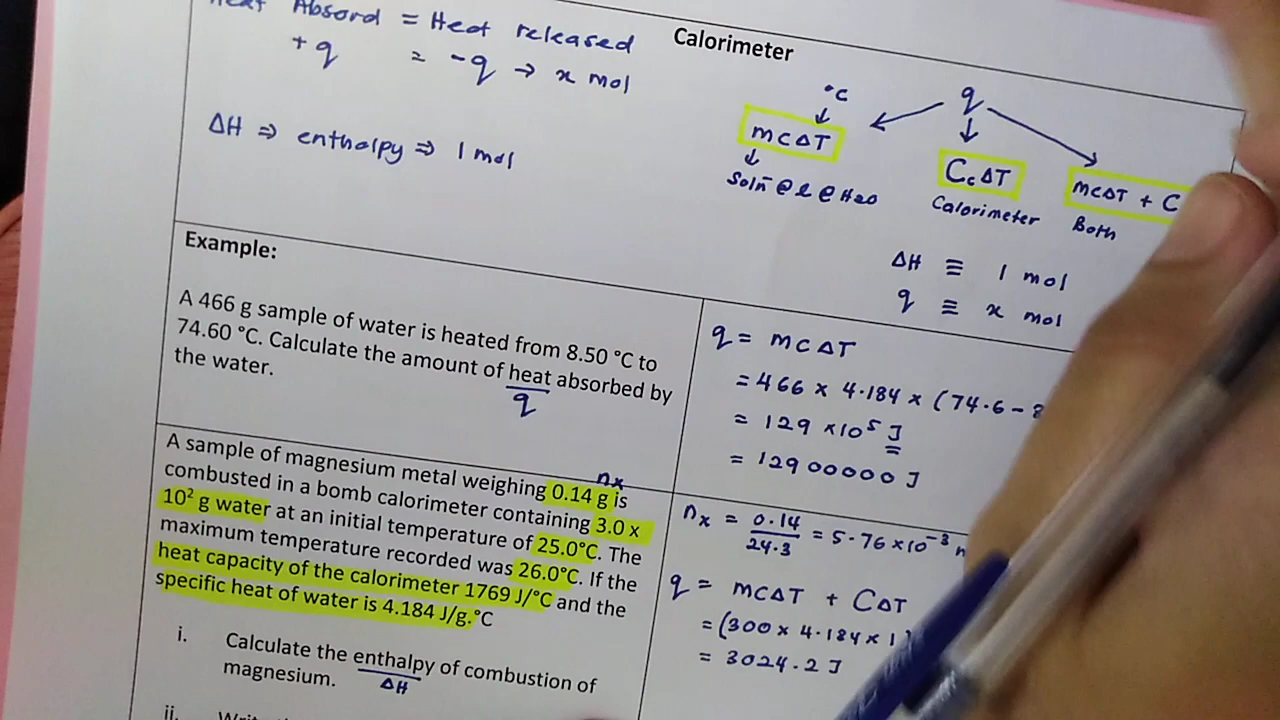 Absord = Heat released
+q = -q → x mol
ΔH ⇒ enthalpy ⇒ 1 mol
Calorimeter
°C
q
mcΔT
CcΔT
mcΔT + C
Soln @ l @ H2O
Calorimeter
Both
ΔH ≡ 1 mol
q ≡ x mol
Example:
A 466 g sample of water is heated from 8.50 °C to
74.60 °C. Calculate the amount of heat absorbed by
the water.
q
q = mcΔT
= 466 x 4.184 x (74.6 - 8
= 129 x10⁵ J
= 12900000 J
nx
A sample of magnesium metal weighing 0.14 g is
combusted in a bomb calorimeter containing 3.0 x
10² g water at an initial temperature of 25.0°C. The
maximum temperature recorded was 26.0°C. If the
heat capacity of the calorimeter 1769 J/°C and the
specific heat of water is 4.184 J/g.°C
i. Calculate the enthalpy of combustion of
magnesium.
ΔH
ii.
nx = 0.14 / 24.3 = 5.76 x10⁻³
q = mcΔT + CΔT
= (300 x 4.184 x 1)
= 3024.2 J